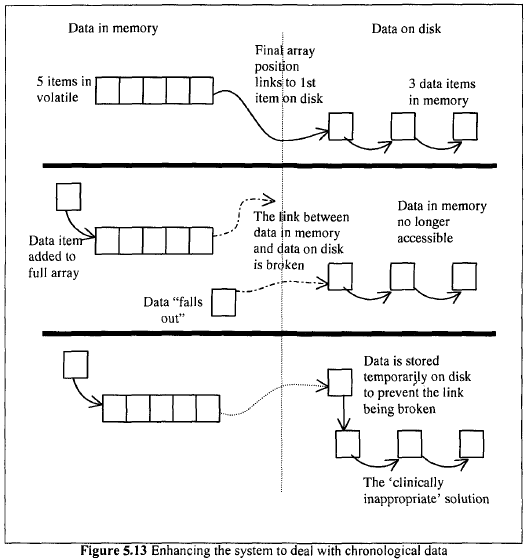 Data in memory
Data on disk
Final array
position
links to 1st
item on disk
5 items in
volatile
3 data items
in memory
Data item
added to
full array
The link between
data in memory
and data on disk
is broken
Data in memory
no longer
accessible
Data "falls
out"
Data is stored
temporarily on disk
to prevent the link
being broken
The 'clinically
inappropriate' solution
Figure 5.13 Enhancing the system to deal with chronological data